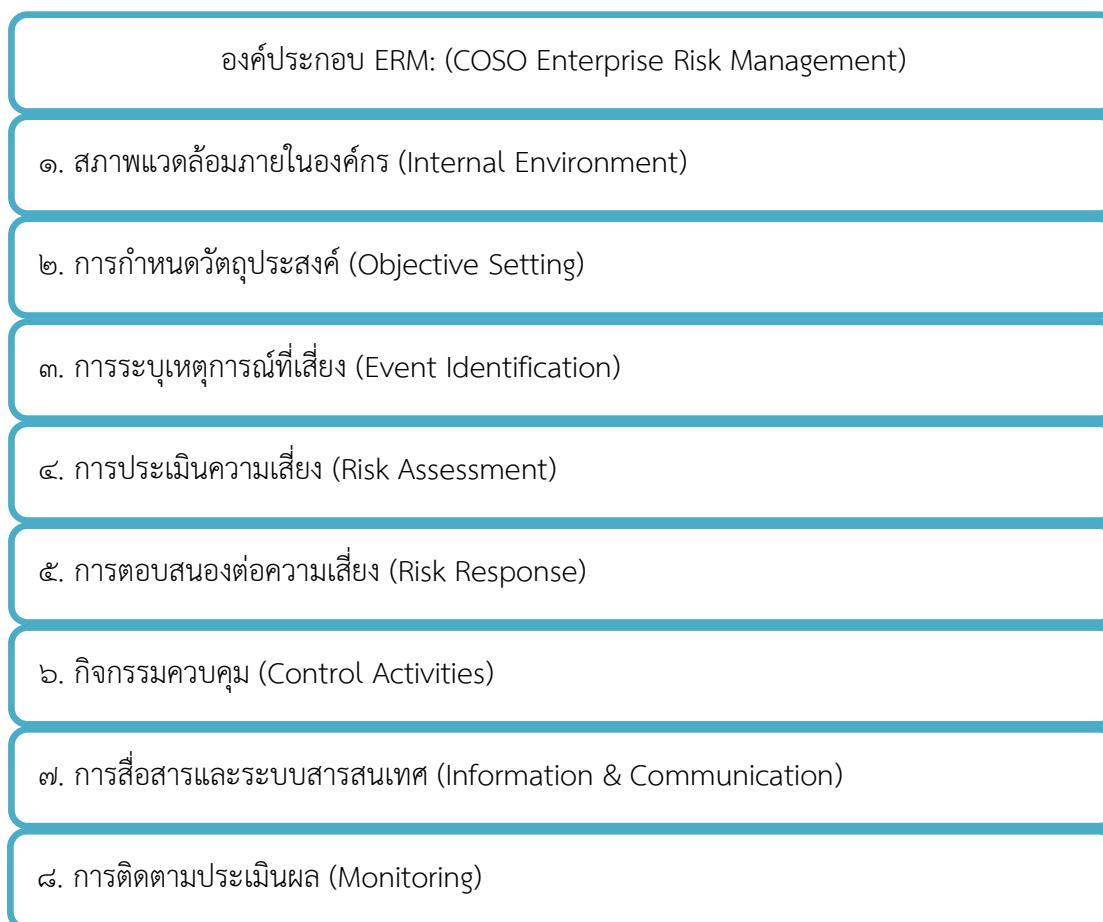 องค์ประกอบ ERM: (COSO Enterprise Risk Management)
๑. สภาพแวดล้อมภายในองค์กร (Internal Environment)
๒. การกำหนดวัตถุประสงค์ (Objective Setting)
๓. การระบุเหตุการณ์ที่เสี่ยง (Event Identification)
๔. การประเมินความเสี่ยง (Risk Assessment)
๕. การตอบสนองต่อความเสี่ยง (Risk Response)
๖. กิจกรรมควบคุม (Control Activities)
๗. การสื่อสารและระบบสารสนเทศ (Information & Communication)
๘. การติดตามประเมินผล (Monitoring)